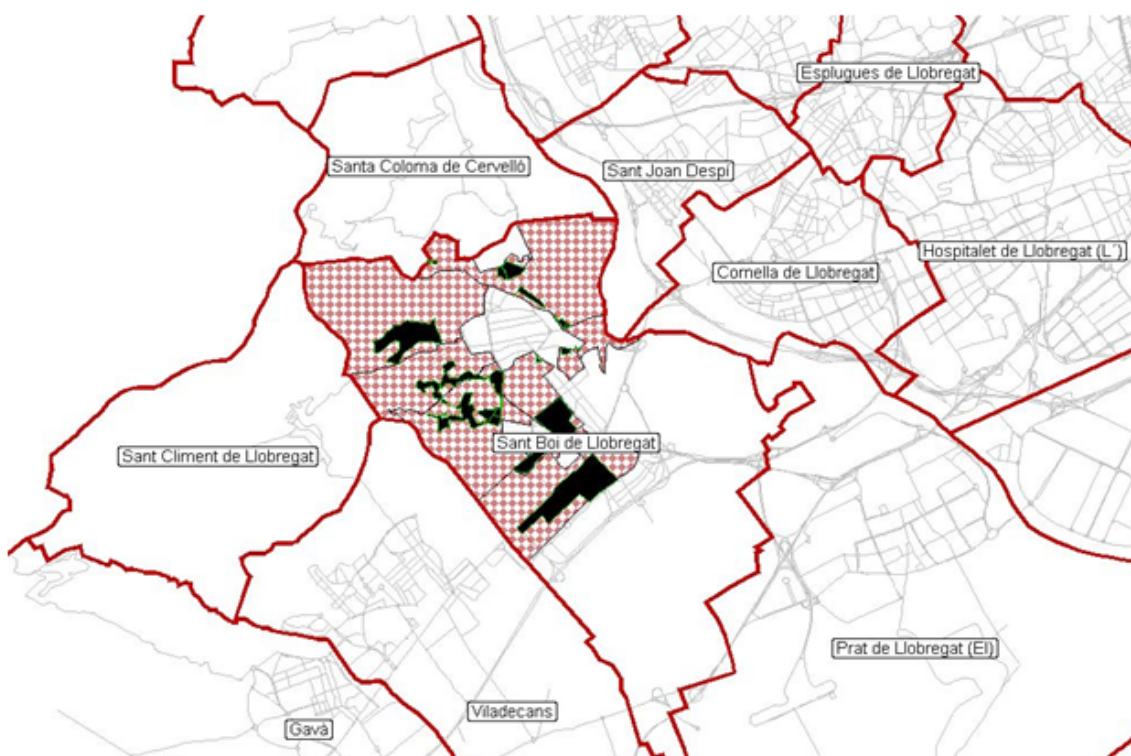 Esplugues de Llobregat
Santa Coloma de Cervelló
Sant Joan Despí
Hospitalet de Llobregat (L´)
Cornella de Llobregat
Sant Boi de Llobregat
Sant Climent de Llobregat
Prat de Llobregat (El)
Viladecans
Gavà